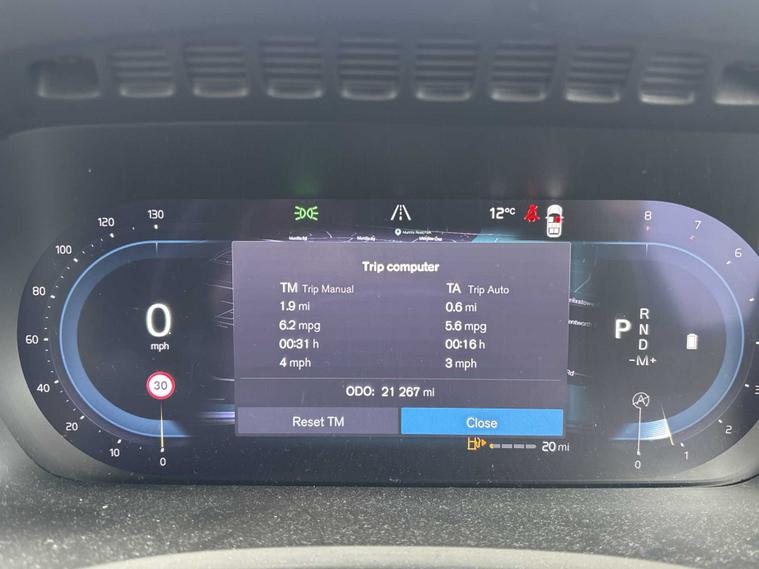 120
130
12°C
8
7
100
6
80
60
40
20
10
0
0
mph
30
Trip computer
TM Trip Manual
TA Trip Auto
1.9 mi
0.6 mi
6.2 mpg
5.6 mpg
00:31 h
00:16 h
4 mph
3 mph
ODO: 21 267 mi
Reset TM
Close
20 mi
R
P N
D
-M+
A
3
2
1
0
Rd